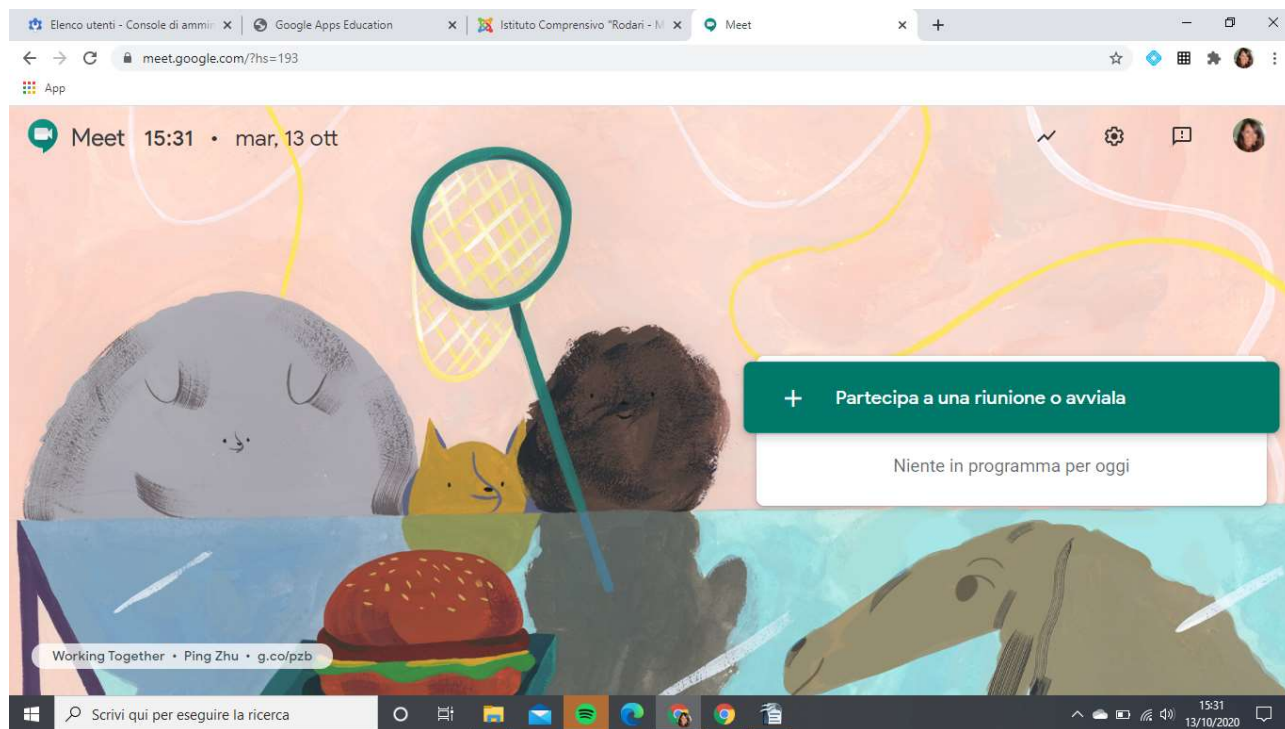 Elenco utenti - Console di ammin
Google Apps Education
Istituto Comprensivo "Rodari - M
Meet
meet.google.com/?hs=193
App
Meet 15:31 • mar, 13 ott
+ Partecipa a una riunione o avviala
Niente in programma per oggi
Working Together • Ping Zhu • g.co/pzb
Scrivi qui per eseguire la ricerca
15:31
13/10/2020